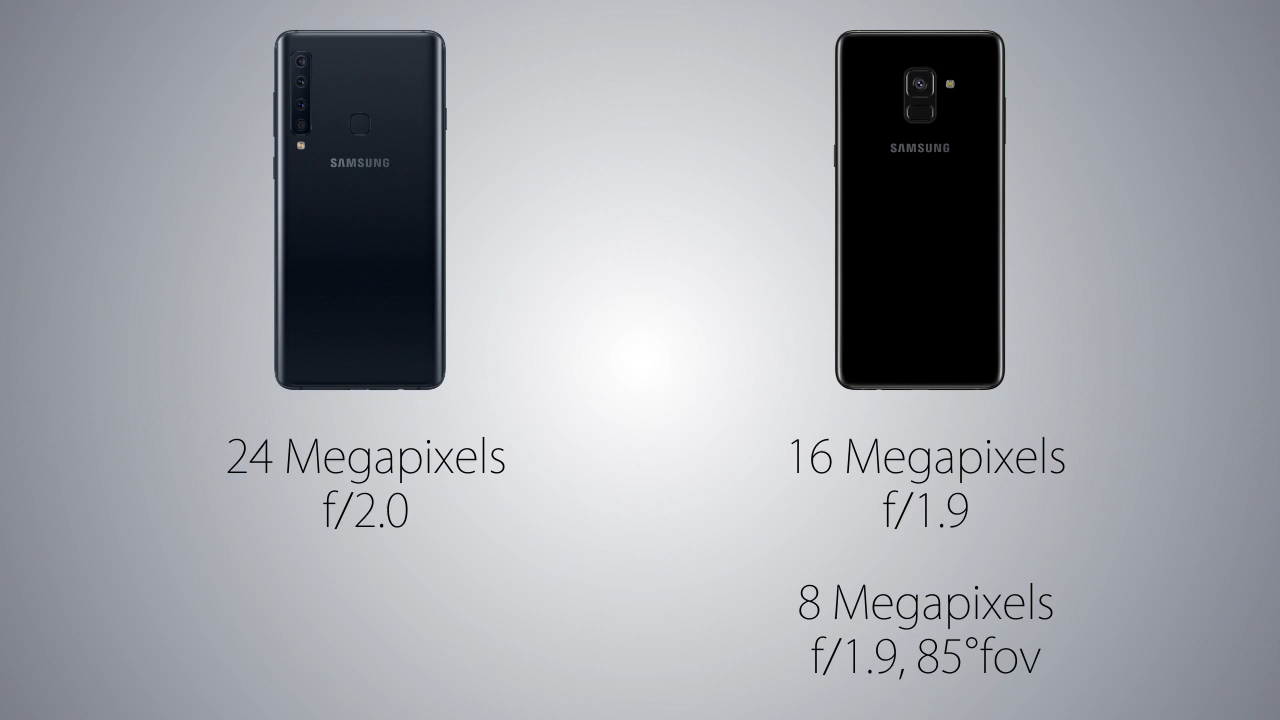 SAMSUNG
24 Megapixels
f/2.0
SAMSUNG
16 Megapixels
f/1.9
8 Megapixels
f/1.9, 85°fov